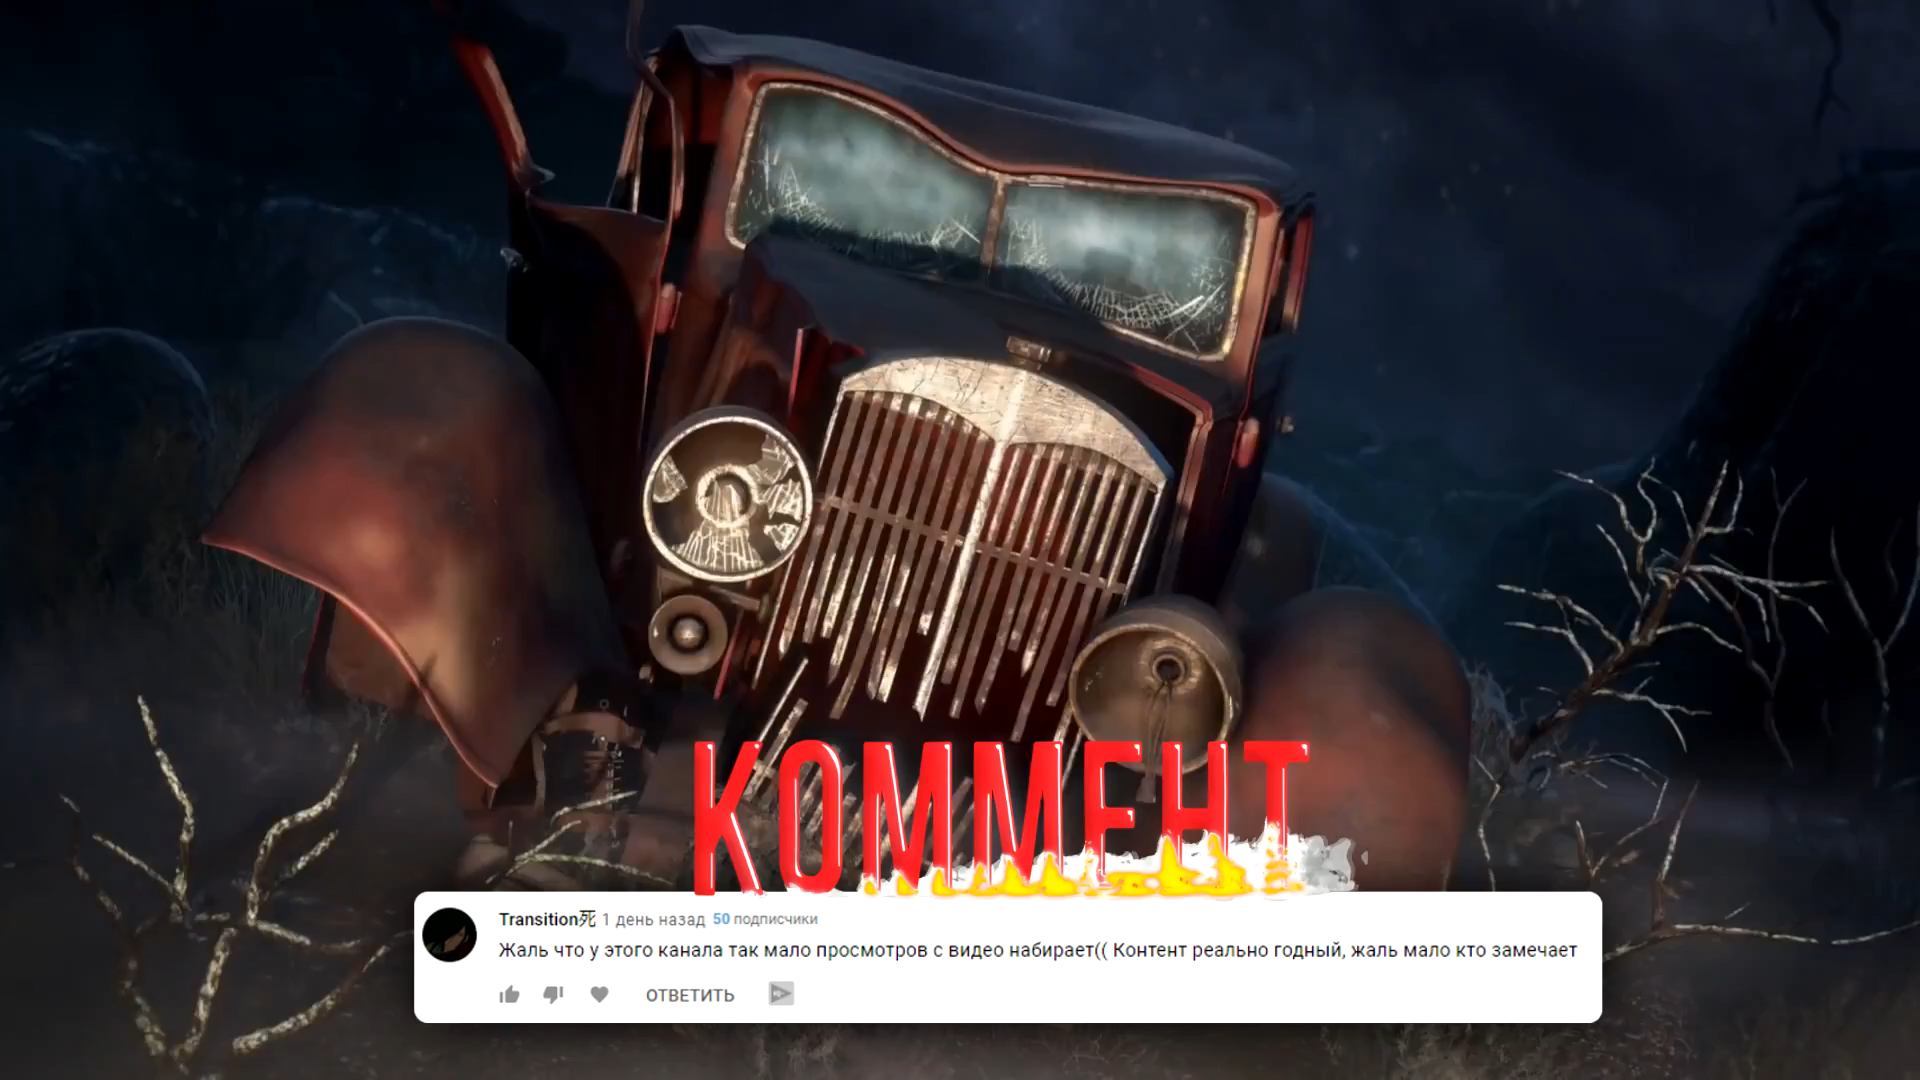 КОММЕНТ
Transition死 1 день назад 50 подписчики
Жаль что у этого канала так мало просмотров с видео набирает(( Контент реально годный, жаль мало кто замечает
ОТВЕТИТЬ